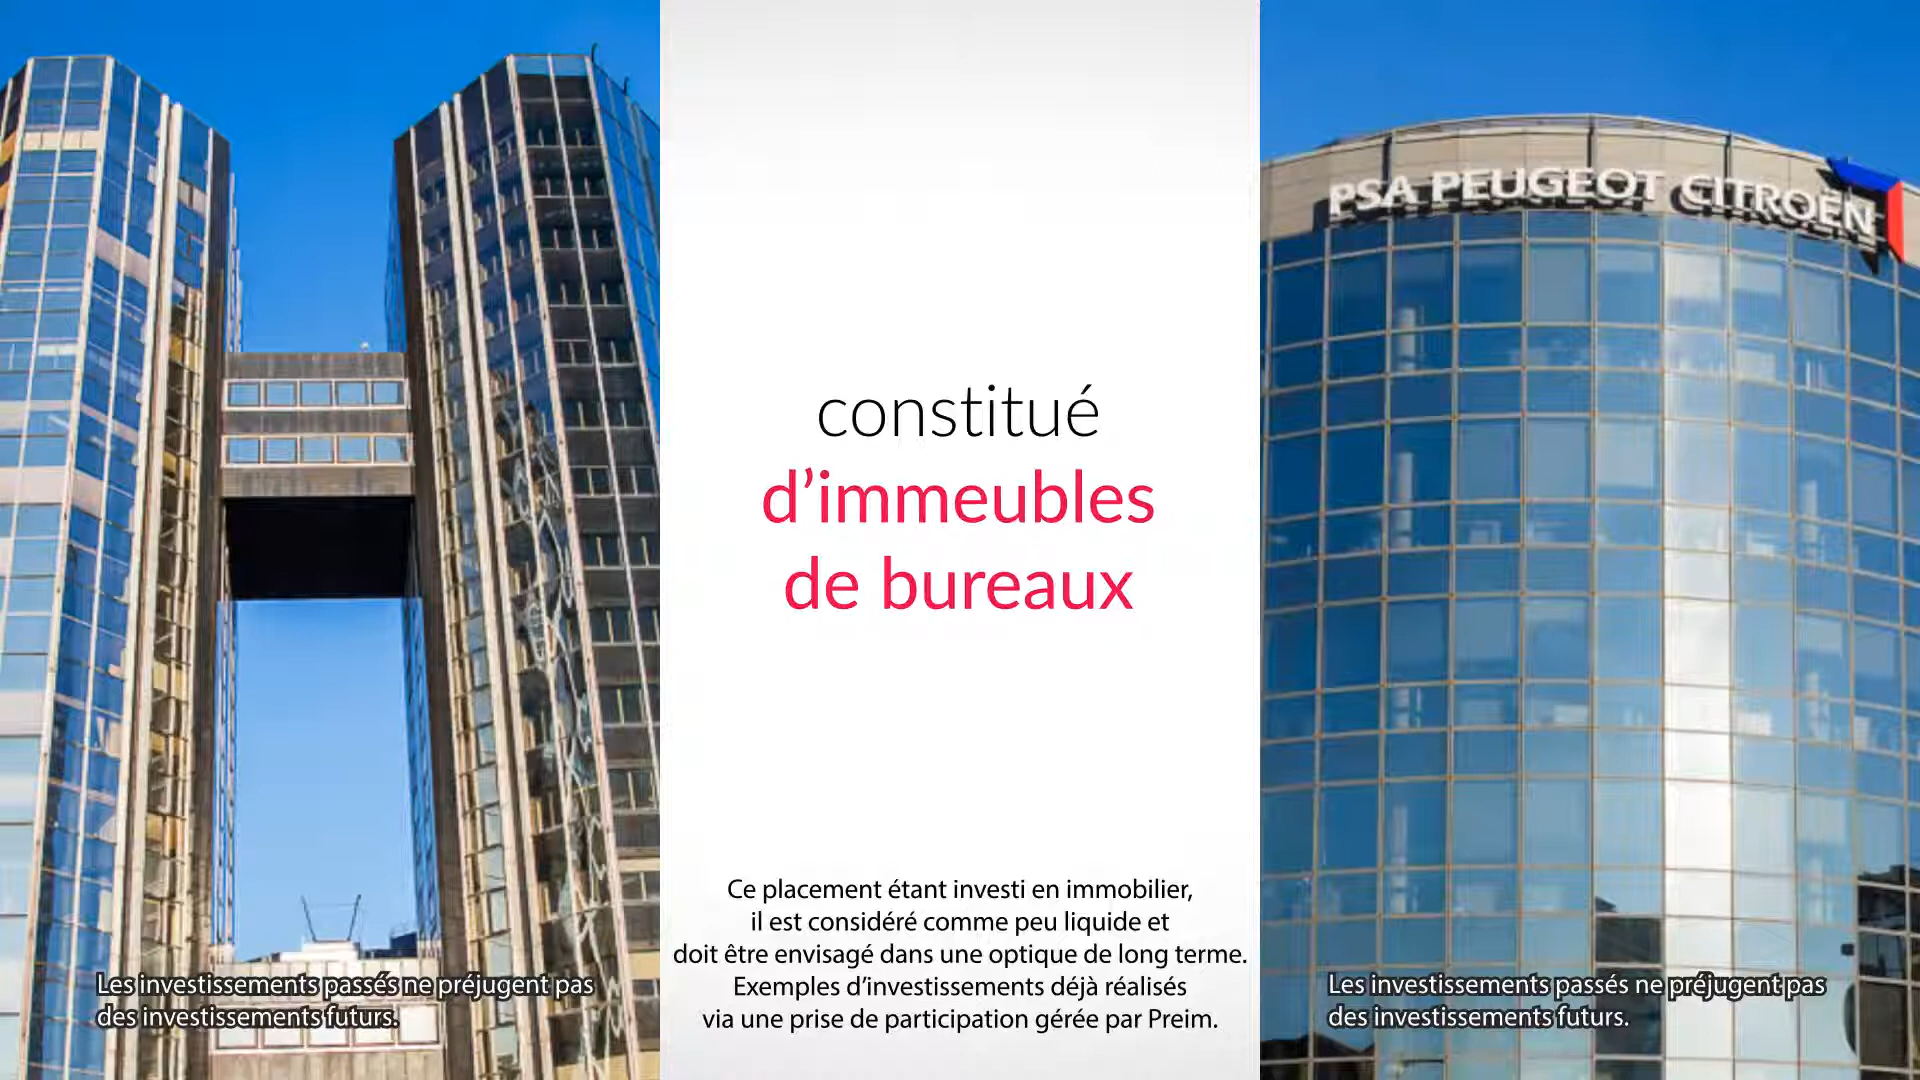 PSA PEUGEOT CITROËN
constitué
d’immeubles
de bureaux
Ce placement étant investi en immobilier,
il est considéré comme peu liquide et
doit être envisagé dans une optique de long terme.
Exemples d’investissements déjà réalisés
via une prise de participation gérée par Preim.
Les investissements passés ne préjugent pas
des investissements futurs.
Les investissements passés ne préjugent pas
des investissements futurs.